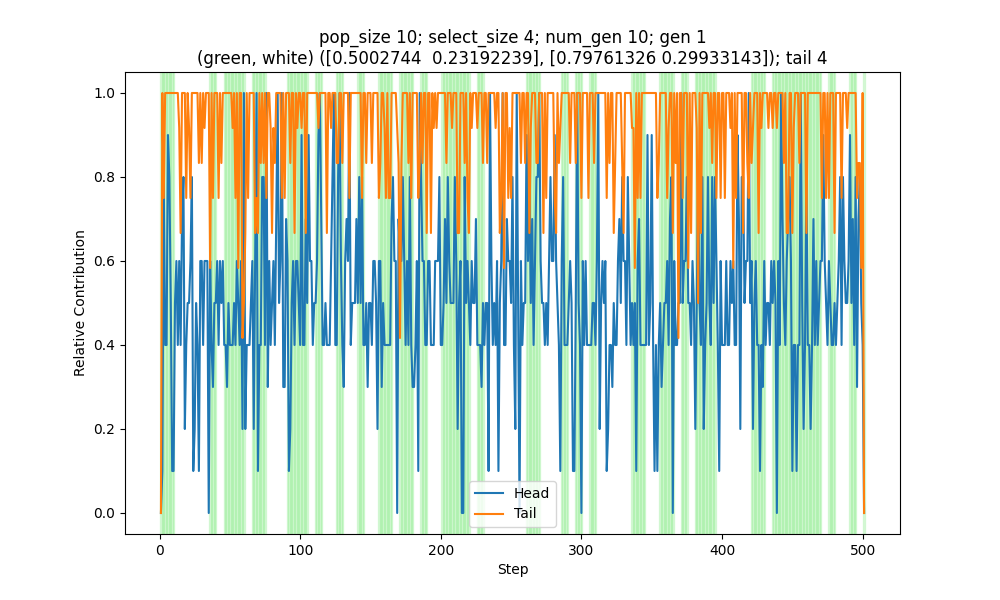 pop_size 10; select_size 4; num_gen 10; gen 1
(green, white) ([0.5002744  0.23192239], [0.79761326 0.29933143]); tail 4
Relative Contribution
1.0
0.8
0.6
0.4
0.2
0.0
Head
Tail
0 100 200 300 400 500
Step